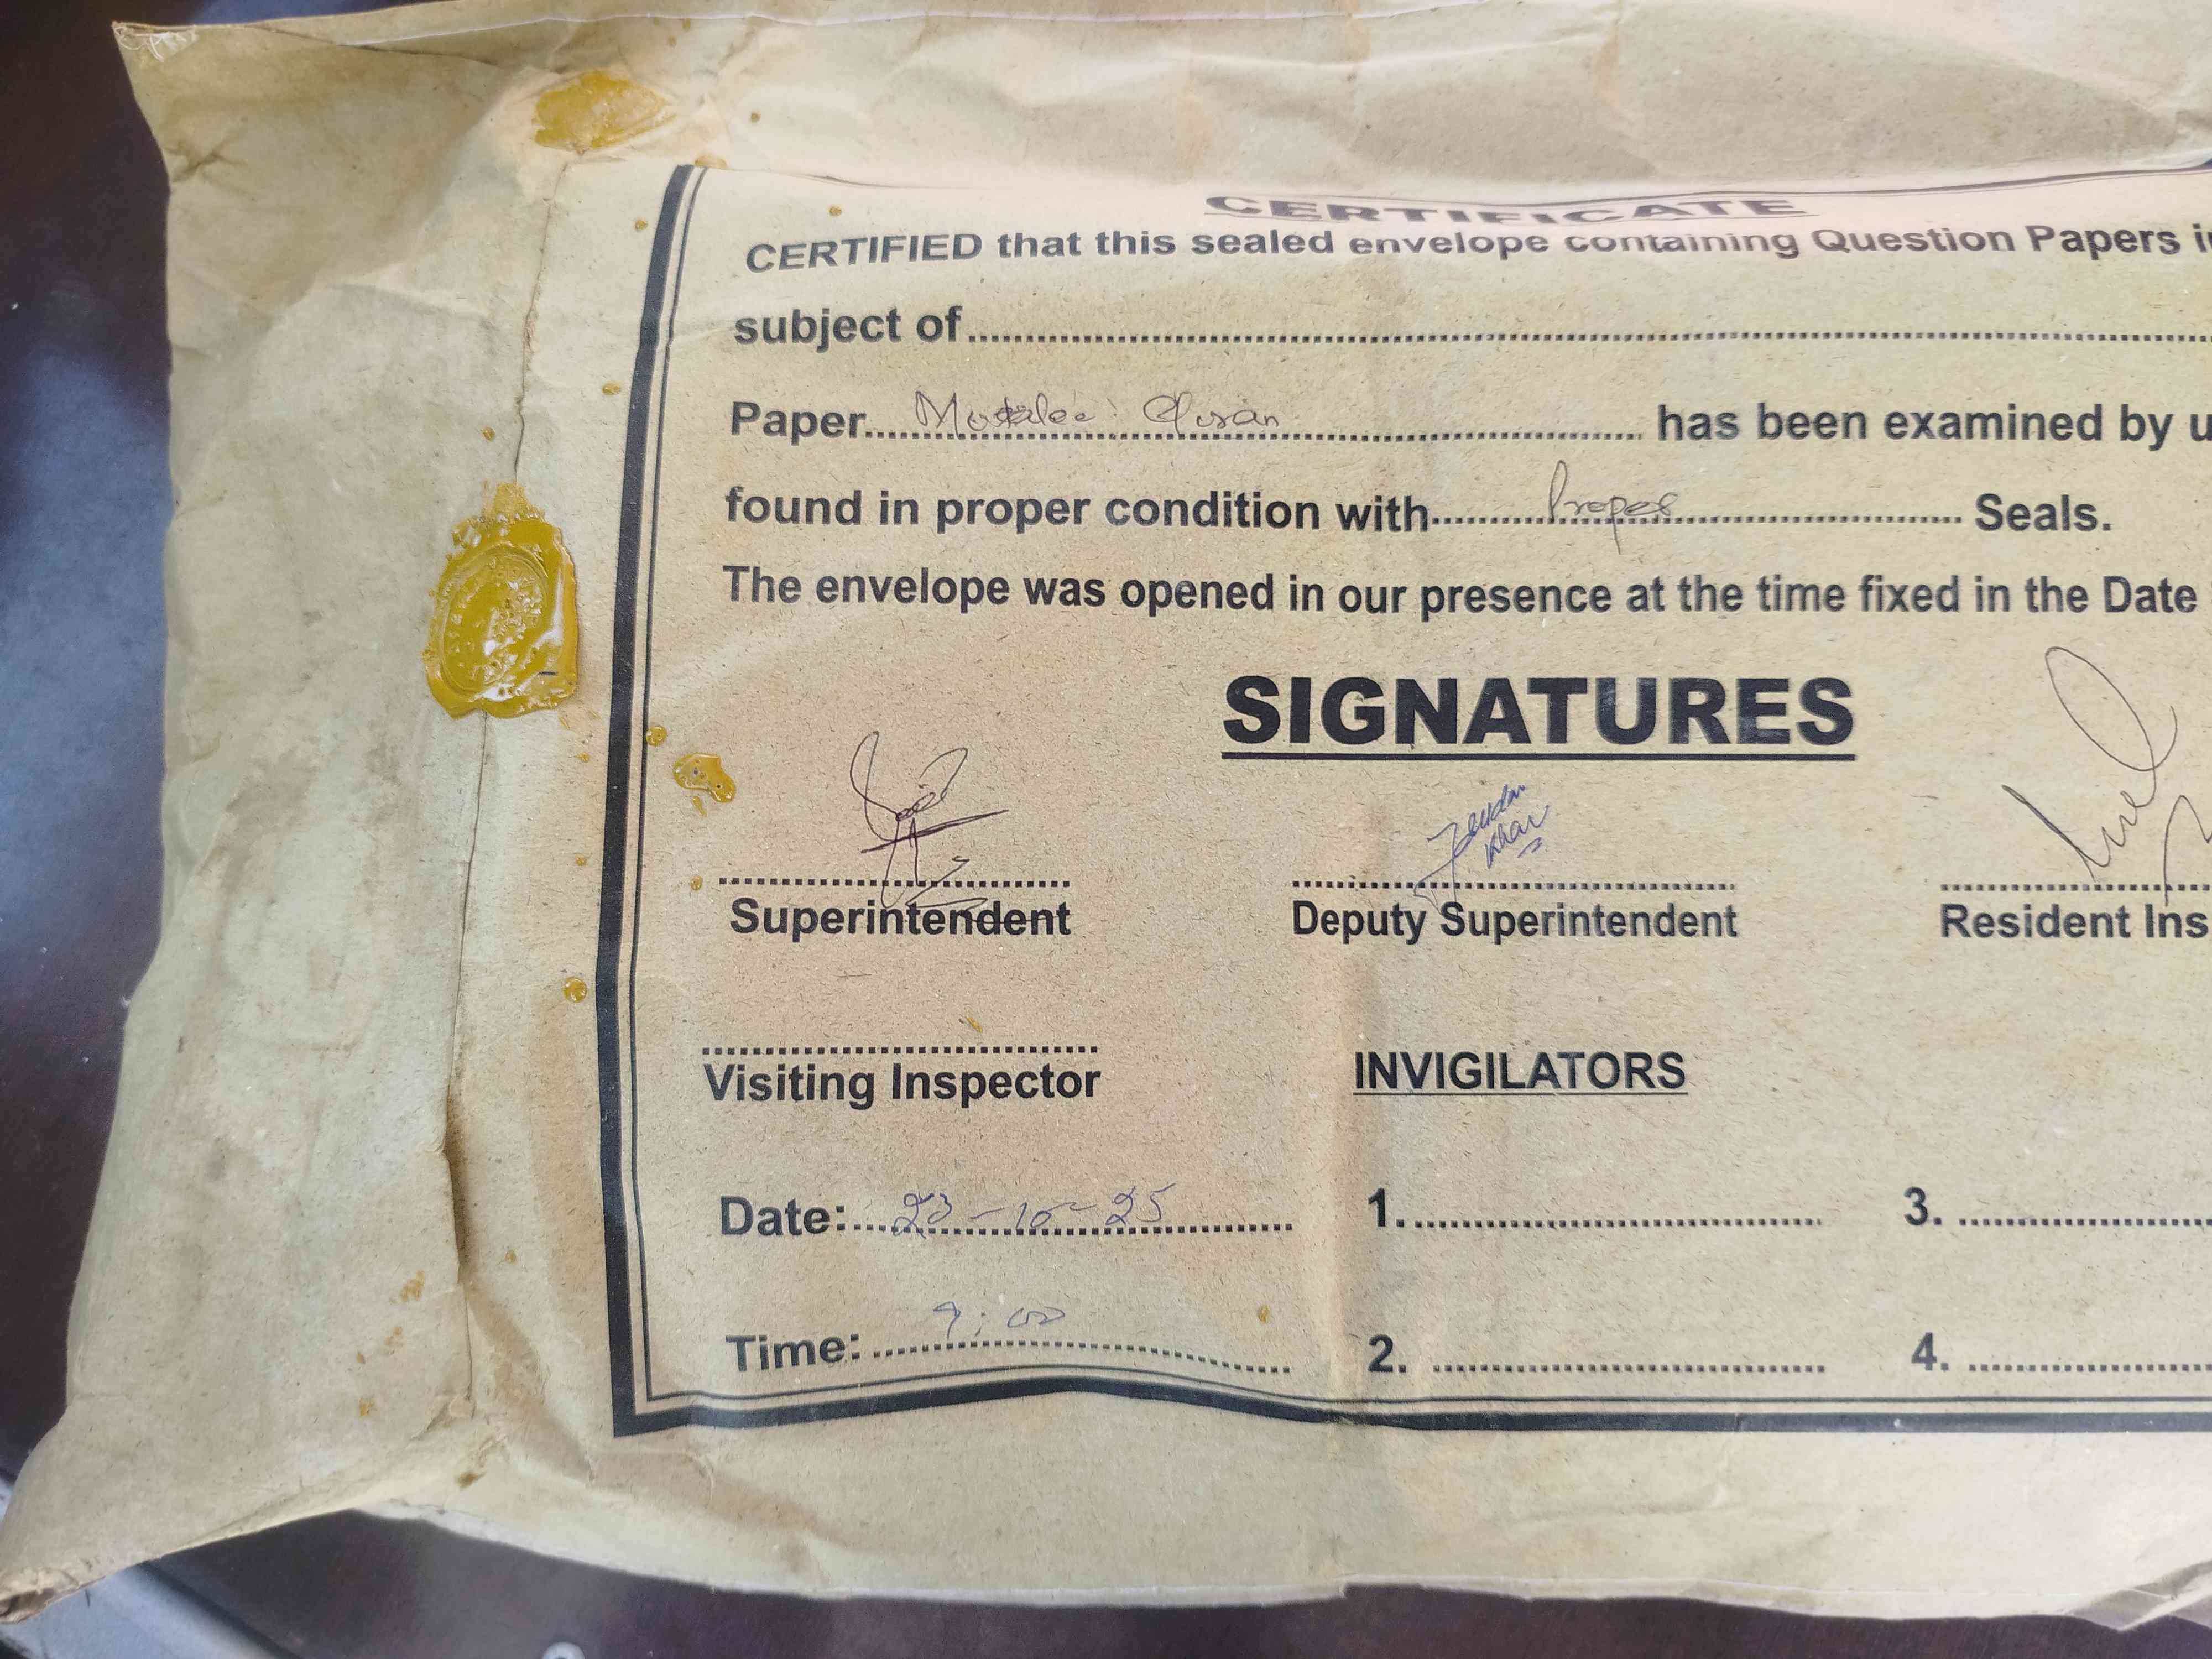 CERTIFICATE
CERTIFIED that this sealed envelope containing Question Papers i
subject of
Paper Quran has been examined by u
found in proper condition with Proper Seals.
The envelope was opened in our presence at the time fixed in the Date
SIGNATURES
Khan
Superintendent Deputy Superintendent Resident Ins
Visiting Inspector INVIGILATORS
Date: 23-10-25 1. 3.
Time: 9:00 2. 4.